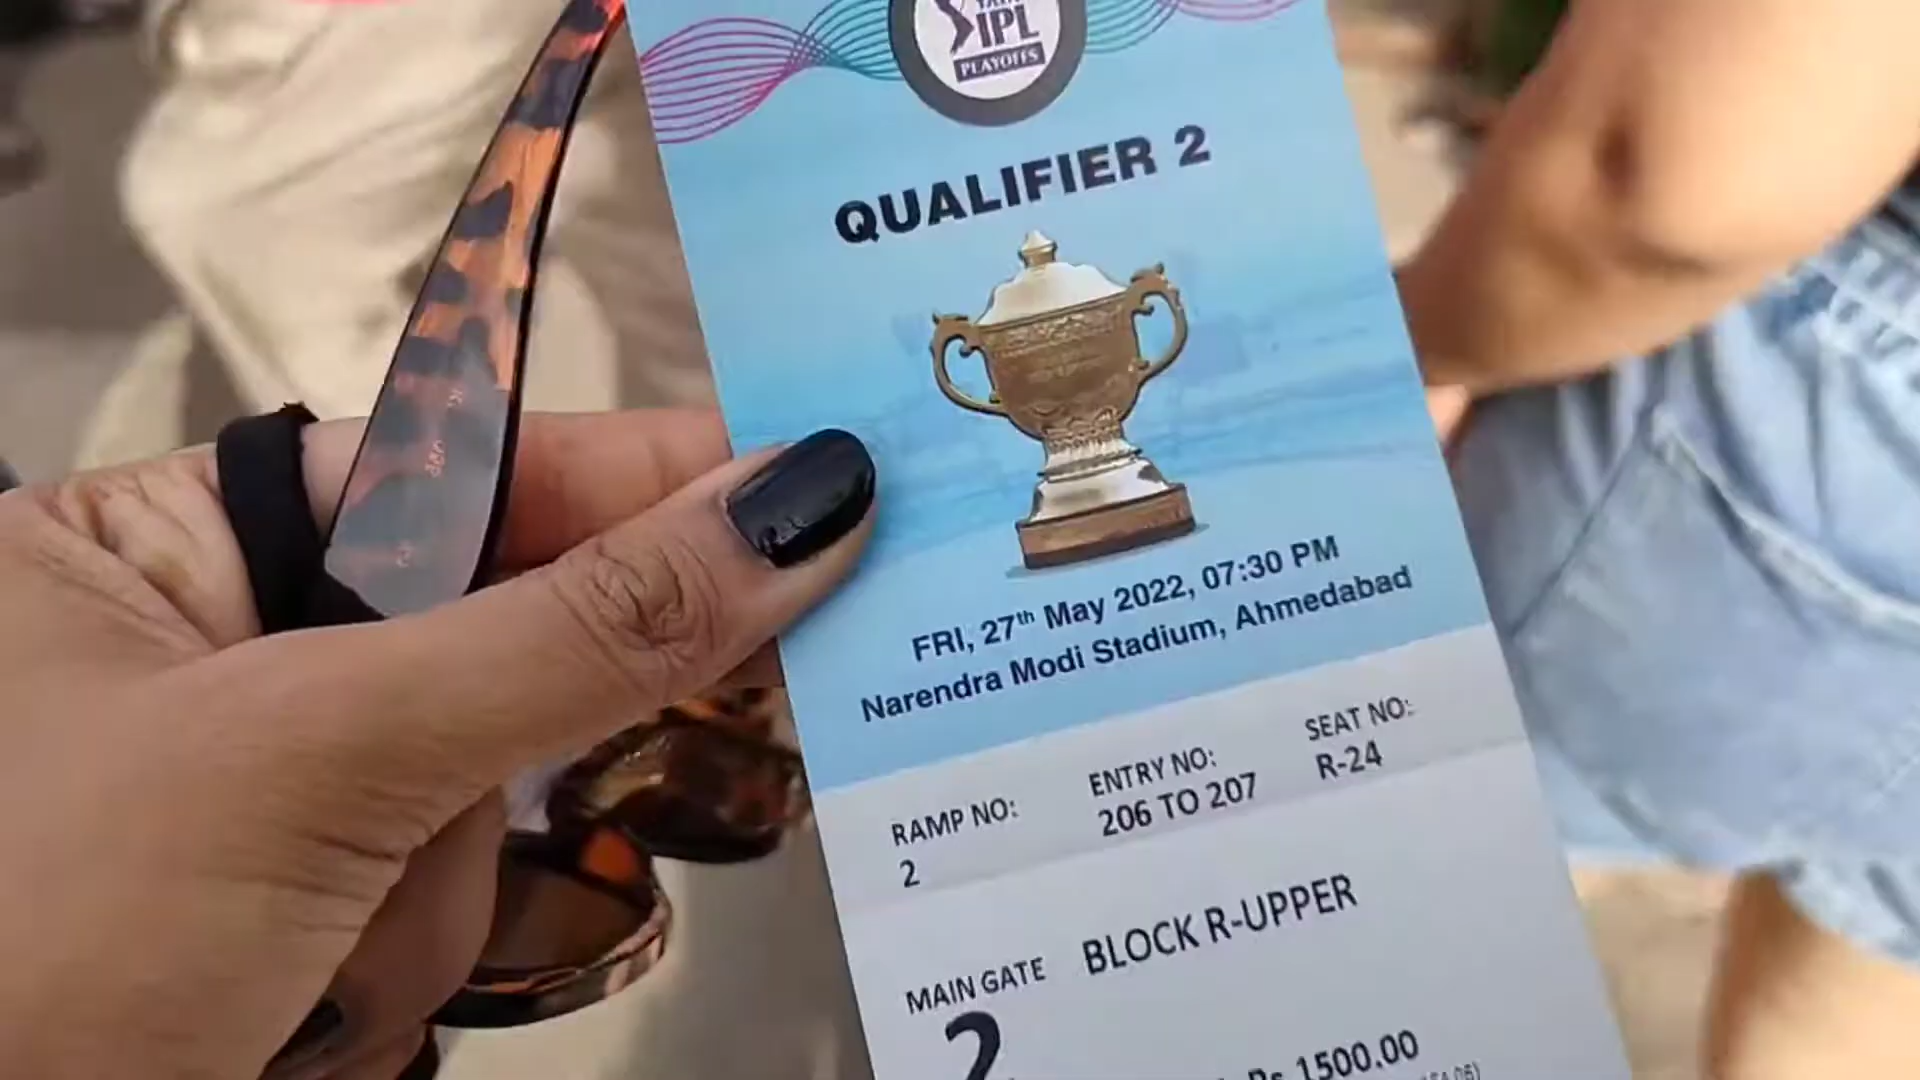 TATA
IPL
PLAYOFFS
QUALIFIER 2
FRI, 27th May 2022, 07:30 PM
Narendra Modi Stadium, Ahmedabad
RAMP NO:
2
ENTRY NO:
206 TO 207
SEAT NO:
R-24
MAIN GATE
2
BLOCK R-UPPER
Rs 1500.00